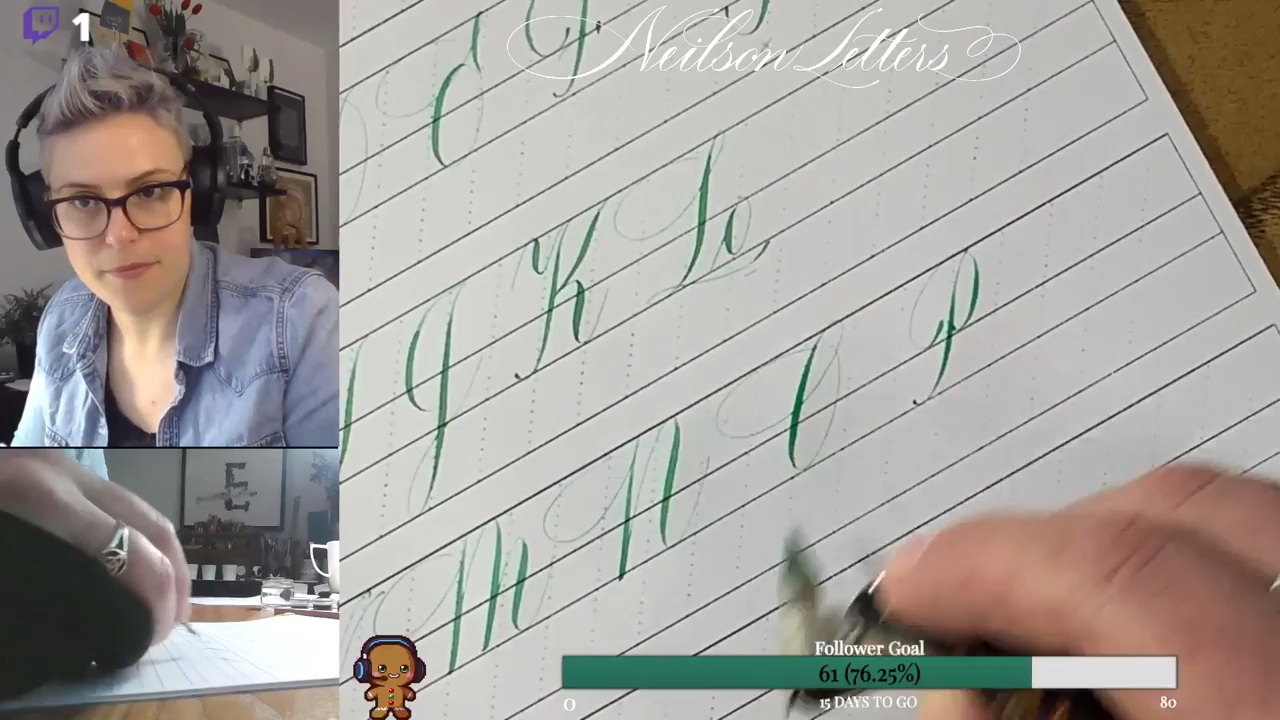 1
Neilson Letters
E F
J K L
M N O P
Follower Goal
61 (76.25%)
0 15 DAYS TO GO 80